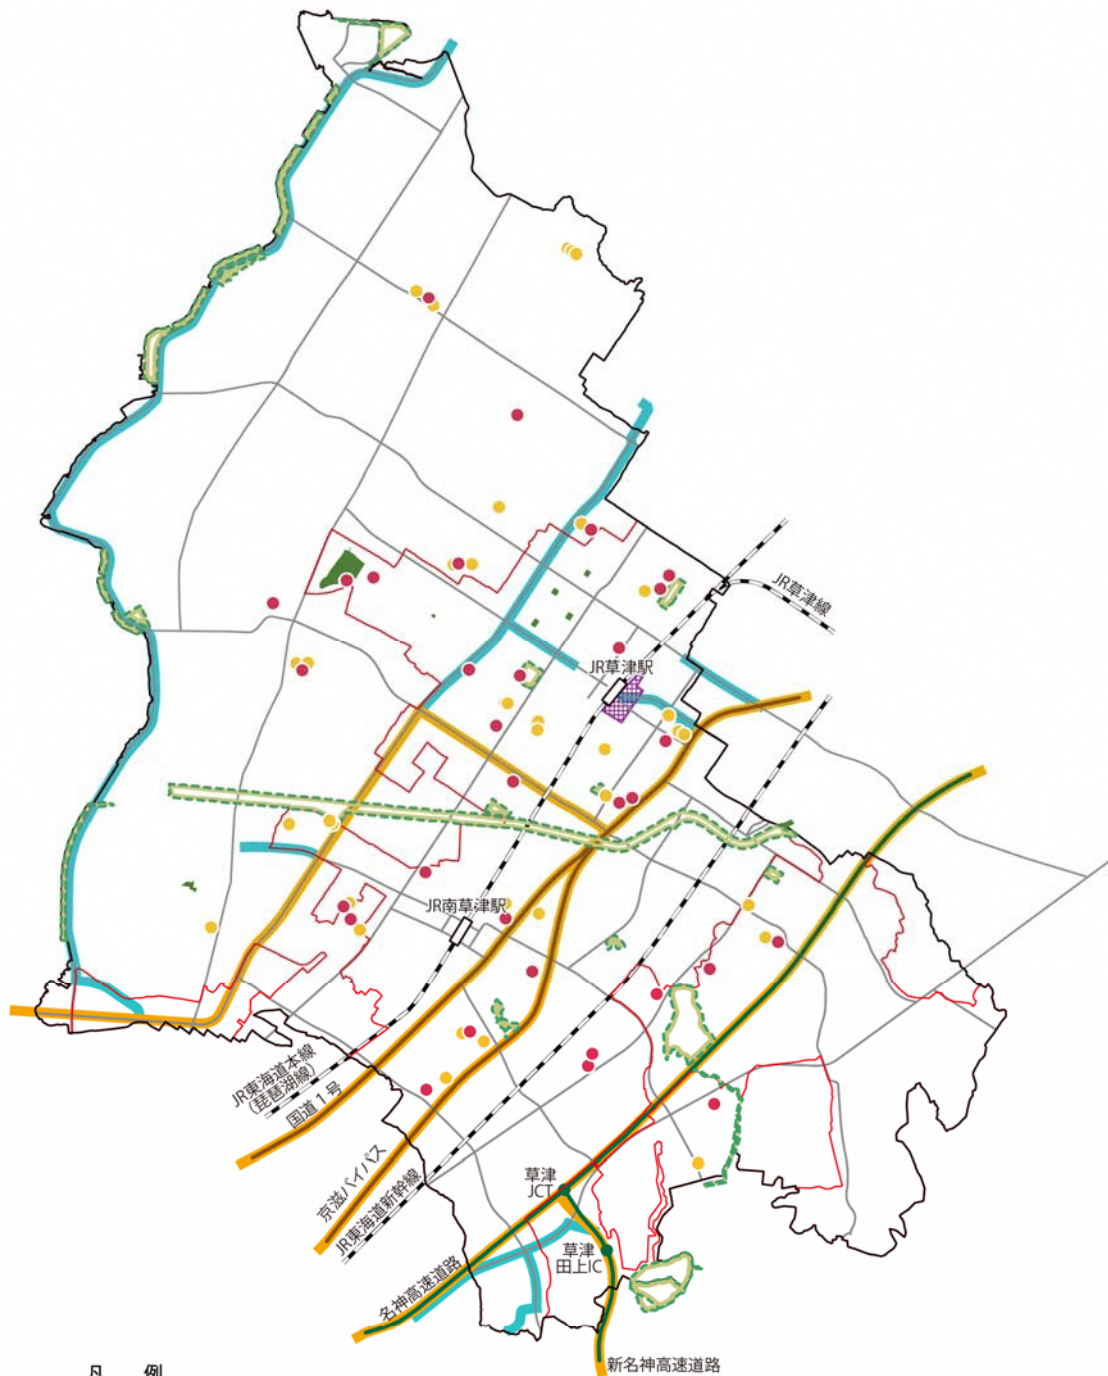 JR草津線
JR草津駅
JR南草津駅
JR東海道本線
(琵琶湖線)
国道1号
京滋バイパス
JR東海道新幹線
草津
JCT
草津
田上IC
名神高速道路
新名神高速道路
凡 例